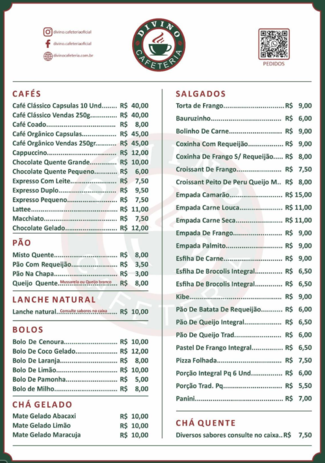 divino.cafeteriaoficial
divino.cafeteriaoficial
divinocafeteria.com.br
DIVINO
CAFETERIA
PEDIDOS
CAFÉS
Café Clássico Capsulas 10 Und....... R$ 40,00
Café Clássico Vendas 250g......... R$ 40,00
Café Coado......... R$ 8,00
Café Orgânico Capsulas......... R$ 45,00
Café Orgânico Vendas 250gr......... R$ 45,00
Cappuccino......... R$ 12,00
Chocolate Quente Grande......... R$ 10,00
Chocolate Quente Pequeno......... R$ 6,00
Expresso Com Leite......... R$ 7,50
Expresso Duplo......... R$ 9,50
Expresso Pequeno......... R$ 7,50
Lattee......... R$ 11,00
Macchiato......... R$ 7,50
Chocolate Gelado......... R$ 12,00
PÃO
Misto Quente......... R$ 8,00
Pão Com Requeijão......... R$ 3,50
Pão Na Chapa......... R$ 3,00
Queijo Quente Mussarela ou Queijo branco R$ 8,00
LANCHE NATURAL
Lanche natural Consulte sabores no caixa R$ 10,00
BOLOS
Bolo De Cenoura......... R$ 10,00
Bolo De Coco Gelado......... R$ 12,00
Bolo De Laranja......... R$ 8,00
Bolo De Limão......... R$ 10,00
Bolo De Pamonha......... R$ 5,00
Bolo de Milho......... R$ 8,00
CHÁ GELADO
Mate Gelado Abacaxi R$ 10,00
Mate Gelado Limão R$ 10,00
Mate Gelado Maracuja R$ 10,00
SALGADOS
Torta de Frango......... R$ 9,00
Bauruzinho......... R$ 6,00
Bolinho De Carne......... R$ 9,00
Coxinha Com Requeijão......... R$ 9,00
Coxinha De Frango S/ Requeijão..... R$ 8,00
Croissant De Frango......... R$ 7,50
Croissant Peito De Peru Queijo M... R$ 8,00
Empada Camarão......... R$ 15,00
Empada Carne Louca......... R$ 11,00
Empada Carne Seca......... R$ 11,00
Empada De Frango......... R$ 9,00
Empada Palmito......... R$ 9,00
Esfiha De Carne......... R$ 9,00
Esfiha De Brocolis Integral......... R$ 6,50
Esfiha De Brocolis Integral......... R$ 7,50
Kibe......... R$ 9,00
Pão De Batata De Requeijão......... R$ 6,00
Pão De Queijo Integral......... R$ 6,50
Pão De Queijo Trad......... R$ 6,00
Pastel De Frango Integral......... R$ 6,50
Pizza Folhada......... R$ 7,50
Porção Integral Pq 6 Und......... R$ 6,00
Porção Trad. Pq......... R$ 5,50
Panini......... R$ 7,00
CHÁ QUENTE
Diversos sabores consulte no caixa..R$ 7,50